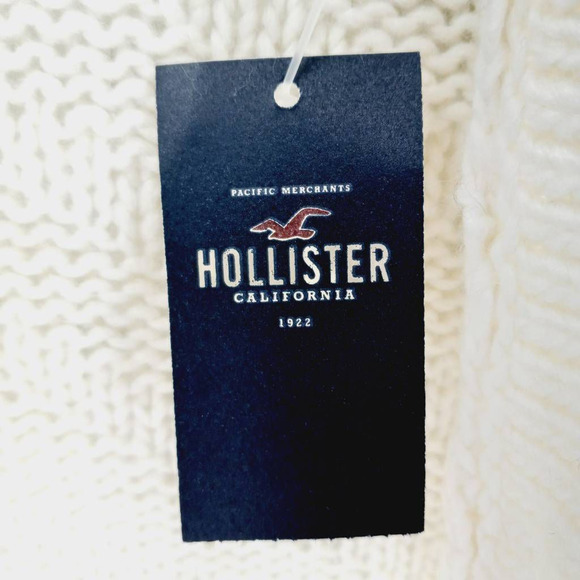 PACIFIC MERCHANTS
HOLLISTER
CALIFORNIA
1922